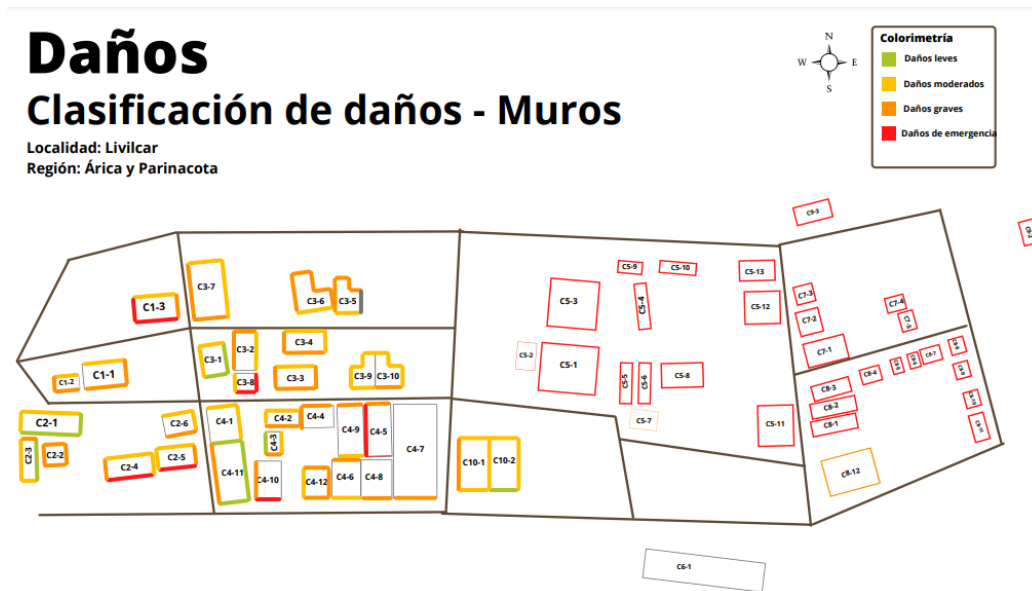 Daños
Clasificación de daños - Muros
Localidad: Livilcar
Región: Árica y Parinacota
N
W
E
S
Colorimetría
Daños leves
Daños moderados
Daños graves
Daños de emergencia
C9-3
C3-7
C3-6
C3-5
C1-3
C5-9
C5-10
C5-13
C5-3
C5-4
C5-12
C7-3
C7-4
C7-2
C7-5
C3-1
C3-2
C3-4
C5-2
C5-1
C7-1
C1-2
C1-1
C3-8
C3-3
C3-9
C3-10
C5-5
C5-6
C5-8
C8-4
C8-7
C8-3
C8-2
C8-1
C2-1
C2-6
C4-1
C4-2
C4-4
C4-9
C4-5
C4-7
C5-7
C5-11
C8-11
C2-3
C2-2
C2-4
C2-5
C4-3
C4-11
C4-10
C4-12
C4-6
C4-8
C10-1
C10-2
C8-12
C6-1